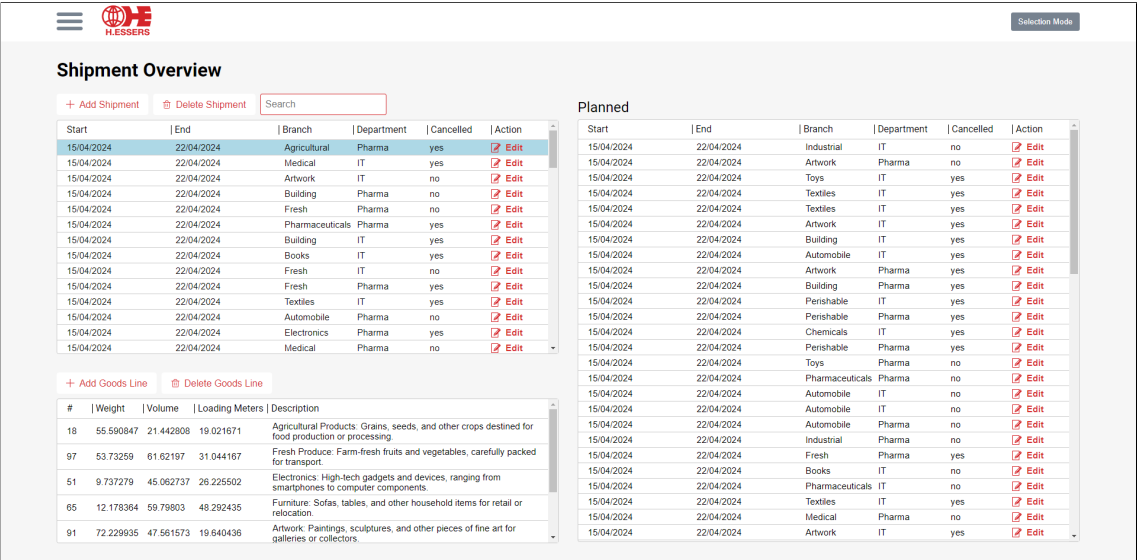 H.ESSERS
Selection Mode
Shipment Overview
Add Shipment Delete Shipment Search
Start | End | Branch | Department | Cancelled | Action
15/04/2024 22/04/2024 Agricultural Pharma yes Edit
15/04/2024 22/04/2024 Medical IT yes Edit
15/04/2024 22/04/2024 Artwork IT no Edit
15/04/2024 22/04/2024 Building Pharma no Edit
15/04/2024 22/04/2024 Fresh Pharma no Edit
15/04/2024 22/04/2024 Pharmaceuticals Pharma yes Edit
15/04/2024 22/04/2024 Building IT yes Edit
15/04/2024 22/04/2024 Books IT yes Edit
15/04/2024 22/04/2024 Fresh IT no Edit
15/04/2024 22/04/2024 Fresh Pharma yes Edit
15/04/2024 22/04/2024 Textiles IT yes Edit
15/04/2024 22/04/2024 Automobile Pharma no Edit
15/04/2024 22/04/2024 Electronics Pharma yes Edit
15/04/2024 22/04/2024 Medical Pharma no Edit
Add Goods Line Delete Goods Line
# | Weight | Volume | Loading Meters | Description
18 55.590847 21.442808 19.021671 Agricultural Products: Grains, seeds, and other crops destined for
food production or processing.
97 53.73259 61.62197 31.044167 Fresh Produce: Farm-fresh fruits and vegetables, carefully packed
for transport.
51 9.737279 45.062737 26.225502 Electronics: High-tech gadgets and devices, ranging from
smartphones to computer components.
65 12.178364 59.79803 48.292435 Furniture: Sofas, tables, and other household items for retail or
relocation.
91 72.229935 47.561573 19.640436 Artwork: Paintings, sculptures, and other pieces of fine art for
galleries or collectors.
Planned
Start | End | Branch | Department | Cancelled | Action
15/04/2024 22/04/2024 Industrial IT no Edit
15/04/2024 22/04/2024 Artwork Pharma no Edit
15/04/2024 22/04/2024 Toys IT yes Edit
15/04/2024 22/04/2024 Textiles IT yes Edit
15/04/2024 22/04/2024 Textiles IT yes Edit
15/04/2024 22/04/2024 Artwork IT yes Edit
15/04/2024 22/04/2024 Building IT yes Edit
15/04/2024 22/04/2024 Automobile IT yes Edit
15/04/2024 22/04/2024 Artwork Pharma yes Edit
15/04/2024 22/04/2024 Building Pharma yes Edit
15/04/2024 22/04/2024 Perishable IT yes Edit
15/04/2024 22/04/2024 Perishable Pharma yes Edit
15/04/2024 22/04/2024 Chemicals IT yes Edit
15/04/2024 22/04/2024 Perishable Pharma yes Edit
15/04/2024 22/04/2024 Toys Pharma no Edit
15/04/2024 22/04/2024 Pharmaceuticals Pharma no Edit
15/04/2024 22/04/2024 Automobile IT no Edit
15/04/2024 22/04/2024 Automobile IT no Edit
15/04/2024 22/04/2024 Automobile Pharma no Edit
15/04/2024 22/04/2024 Industrial Pharma no Edit
15/04/2024 22/04/2024 Fresh Pharma yes Edit
15/04/2024 22/04/2024 Books IT no Edit
15/04/2024 22/04/2024 Pharmaceuticals IT no Edit
15/04/2024 22/04/2024 Textiles IT yes Edit
15/04/2024 22/04/2024 Medical Pharma no Edit
15/04/2024 22/04/2024 Artwork IT yes Edit